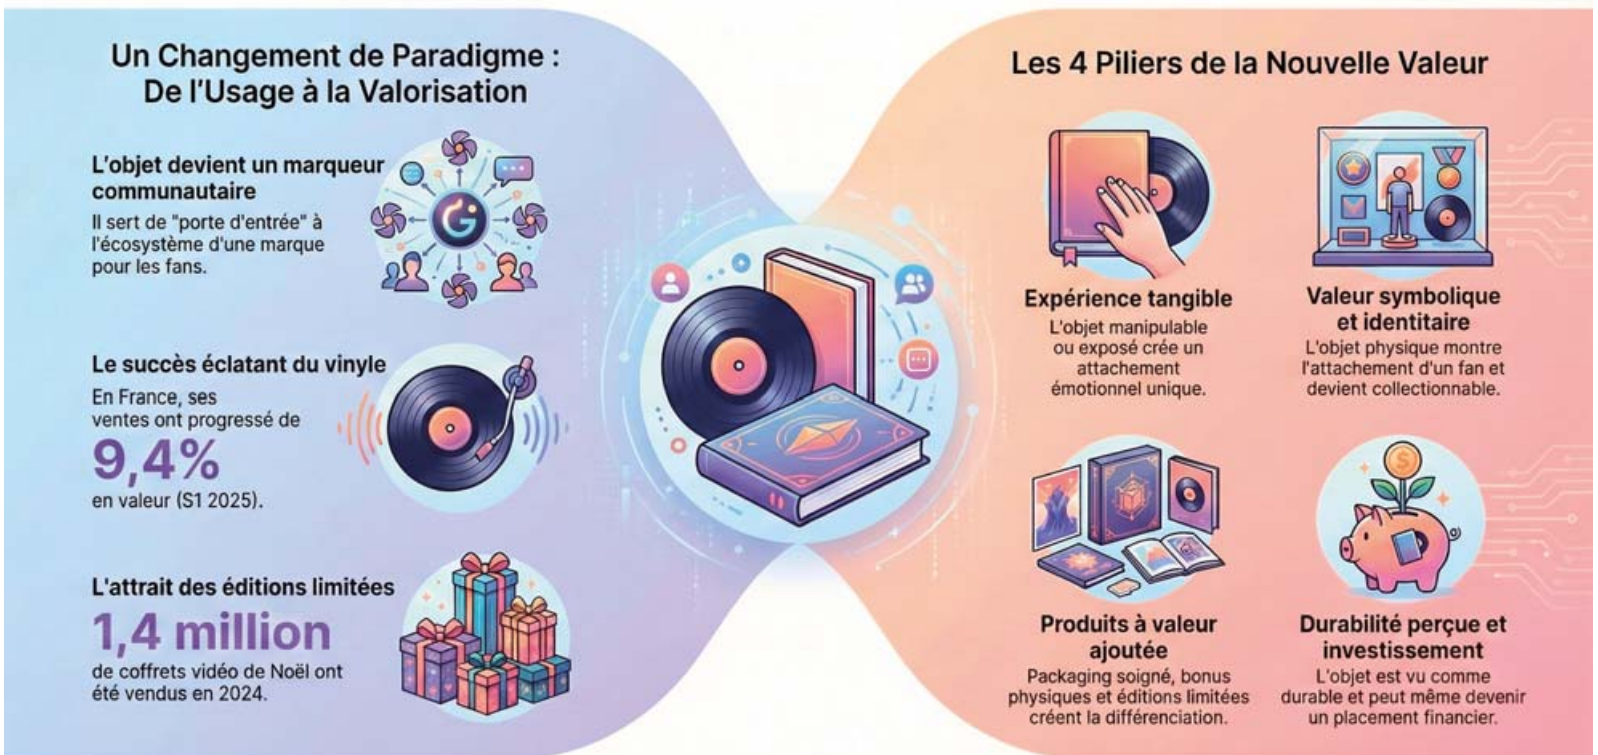 Un Changement de Paradigme :
De l'Usage à la Valorisation
L'objet devient un marqueur
communautaire
Il sert de "porte d'entrée" à
l'écosystème d'une marque
pour les fans.
Le succès éclatant du vinyle
En France, ses
ventes ont progressé de
9,4%
en valeur (S1 2025).
L'attrait des éditions limitées
1,4 million
de coffrets vidéo de Noël ont
été vendus en 2024.
Les 4 Piliers de la Nouvelle Valeur
Expérience tangible
L'objet manipulable
ou exposé crée un
attachement
émotionnel unique.
Valeur symbolique
et identitaire
L'objet physique montre
l'attachement d'un fan et
devient collectionnable.
Produits à valeur
ajoutée
Packaging soigné, bonus
physiques et éditions limitées
créent la différenciation.
Durabilité perçue et
investissement
L'objet est vu comme
durable et peut même devenir
un placement financier.